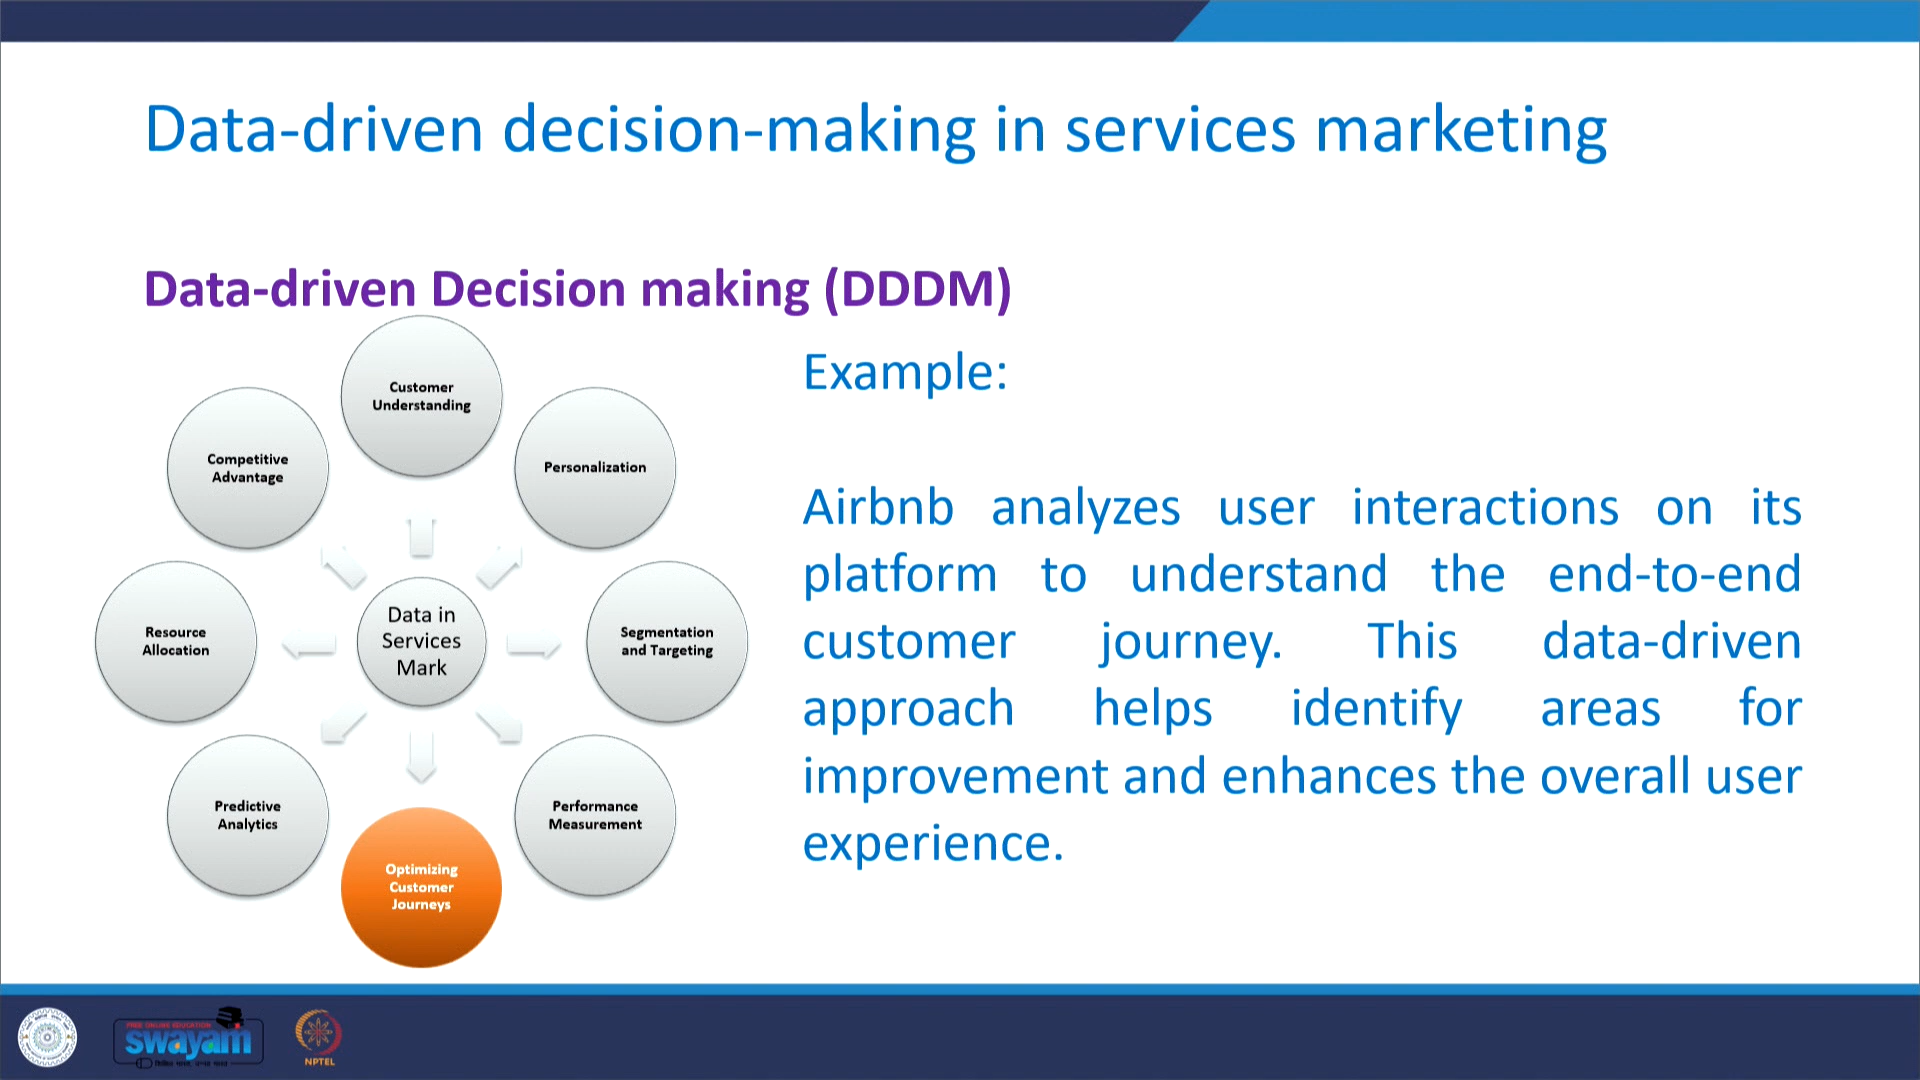 Data-driven decision-making in services marketing
Data-driven Decision making (DDDM)
Customer
Understanding
Personalization
Segmentation
and Targeting
Performance
Measurement
Optimizing
Customer
Journeys
Predictive
Analytics
Resource
Allocation
Competitive
Advantage
Data in
Services
Mark
Example:
Airbnb analyzes user interactions on its
platform to understand the end-to-end
customer journey. This data-driven
approach helps identify areas for
improvement and enhances the overall user
experience.
FREE ONLINE EDUCATION
swayam
NPTEL